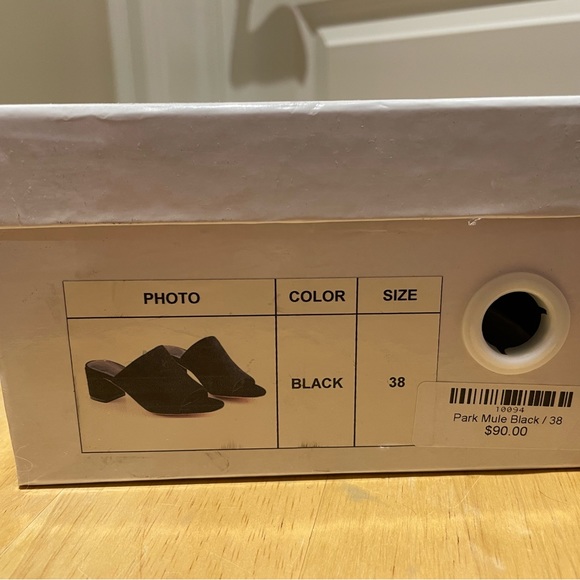 PHOTO COLOR SIZE
BLACK 38
10094
Park Mule Black / 38
$90.00